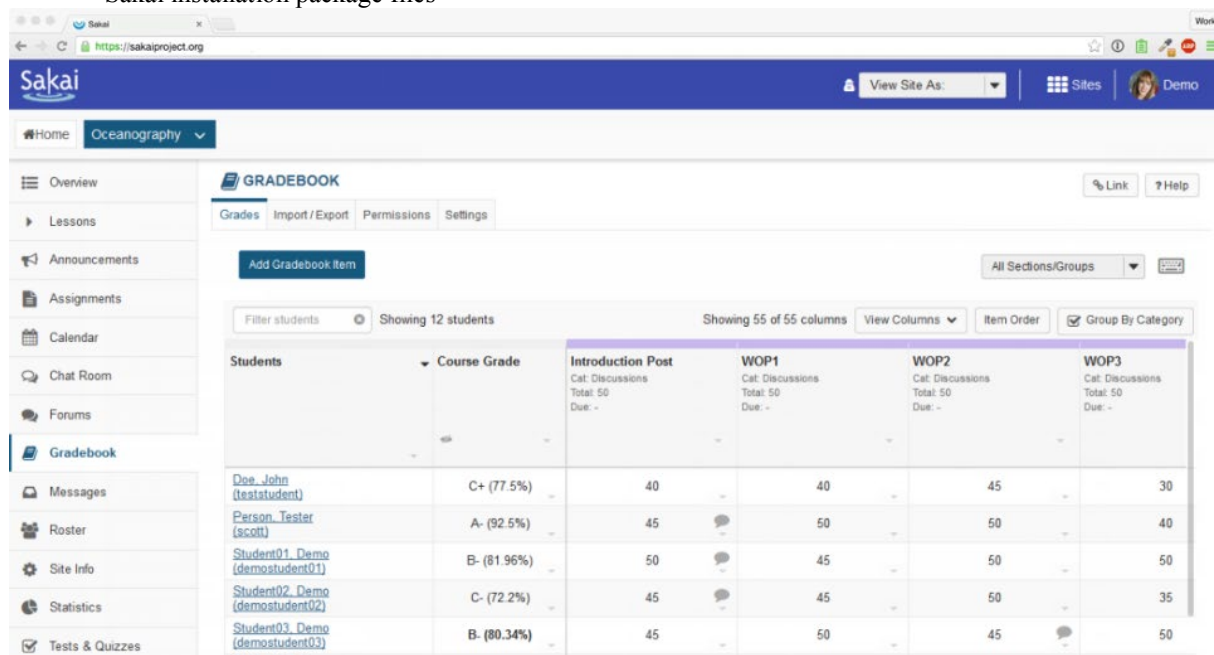 Sakai installation package files
Sakai
Work
https://sakaiproject.org
Sakai
View Site As:
Sites
Demo
Home
Oceanography
Overview
Lessons
Announcements
Assignments
Calendar
Chat Room
Forums
Gradebook
Messages
Roster
Site Info
Statistics
Tests & Quizzes
GRADEBOOK
Link
? Help
Grades Import / Export Permissions Settings
Add Gradebook Item
All Sections/Groups
Filter students
Showing 12 students
Showing 55 of 55 columns
View Columns
Item Order
Group By Category
Students Course Grade Introduction Post WOP1 WOP2 WOP3
Cat: Discussions Cat: Discussions Cat: Discussions Cat: Discussions
Total: 50 Total: 50 Total: 50 Total: 50
Due: - Due: - Due: - Due: -
Doe, John
(teststudent)
C+ (77.5%) 40 40 45 30
Person, Tester
(scott)
A- (92.5%) 45 50 50 40
Student01, Demo
(demostudent01)
B- (81.96%) 50 45 50 50
Student02, Demo
(demostudent02)
C- (72.2%) 45 45 50 35
Student03, Demo
(demostudent03)
B- (80.34%) 45 50 45 50